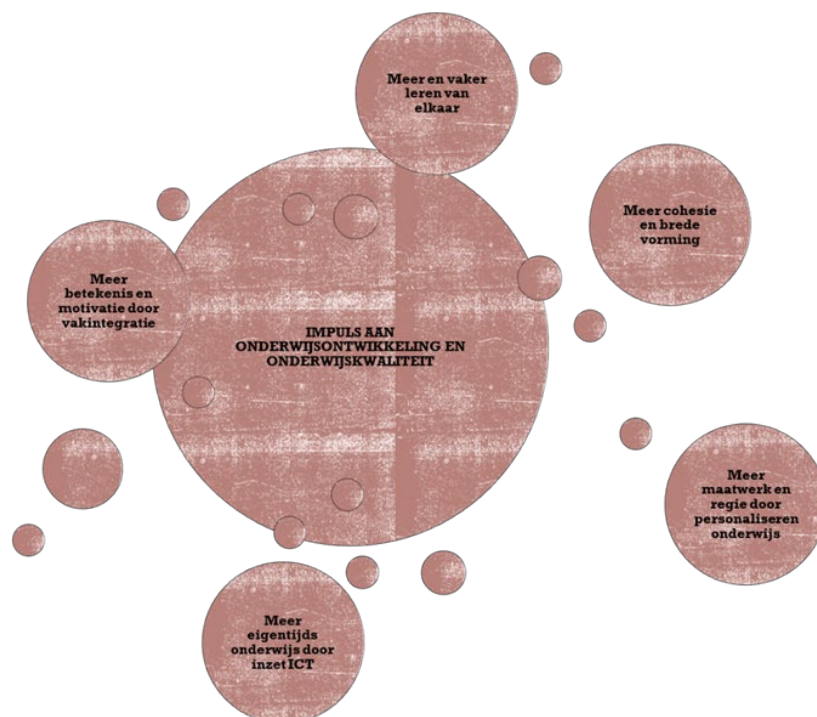 Meer en vaker
leren van
elkaar
Meer cohesie
en brede
vorming
Meer
betekenis en
motivatie door
vakintegratie
IMPULS AAN
ONDERWIJSONTWIKKELING EN
ONDERWIJSKWALITEIT
Meer
maatwerk en
regie door
personaliseren
onderwijs
Meer
eigentijds
onderwijs door
inzet ICT